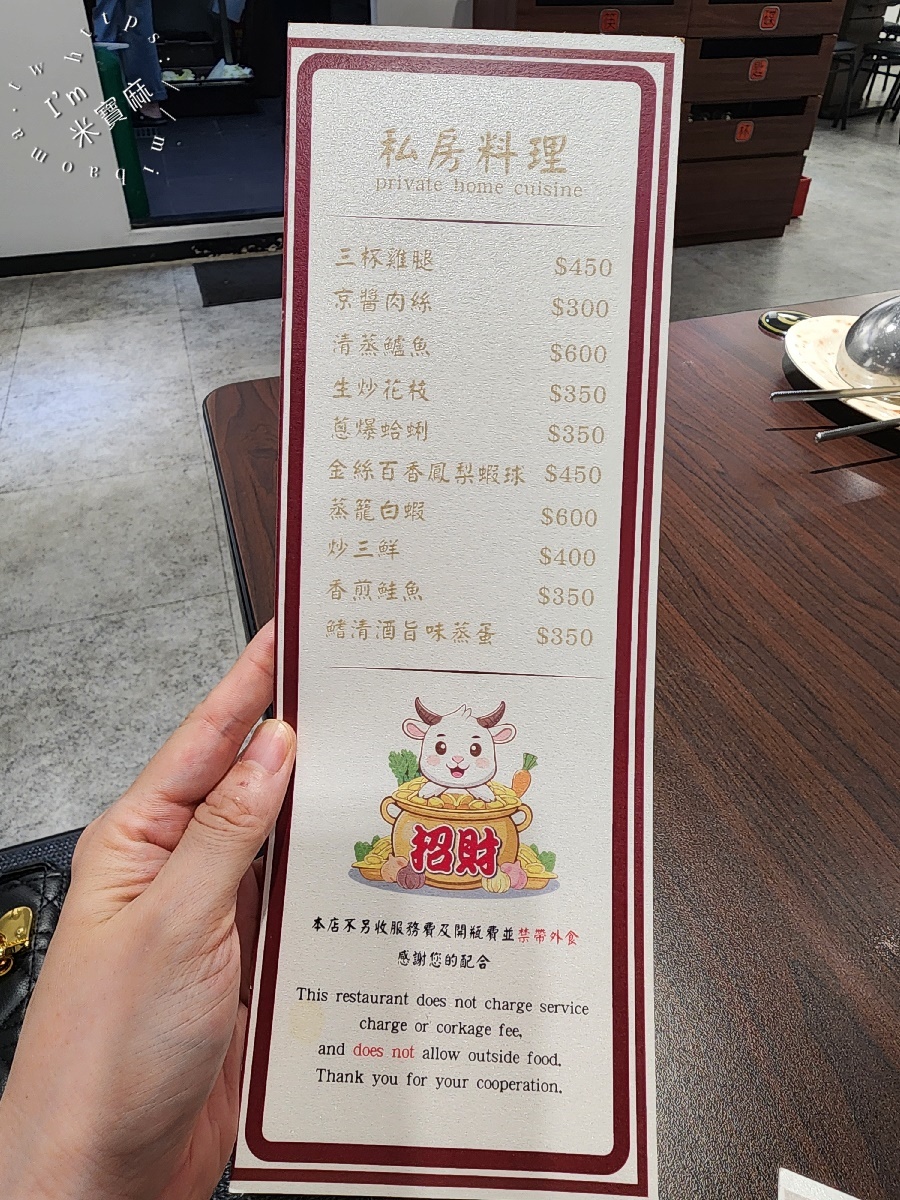 I'm
米寶麻
私房料理
private home cuisine
三杯雞腿 $450
京醬肉絲 $300
清蒸鱸魚 $600
生炒花枝 $350
蔥爆蛤蜊 $350
金絲百香鳳梨蝦球 $450
蒸籠白蝦 $600
炒三鮮 $400
香煎鮭魚 $350
鱔清酒旨味蒸蛋 $350
招財
本店不另收服務費及開瓶費並禁帶外食
感謝您的配合
This restaurant does not charge service
charge or corkage fee,
and does not allow outside food.
Thank you for your cooperation.